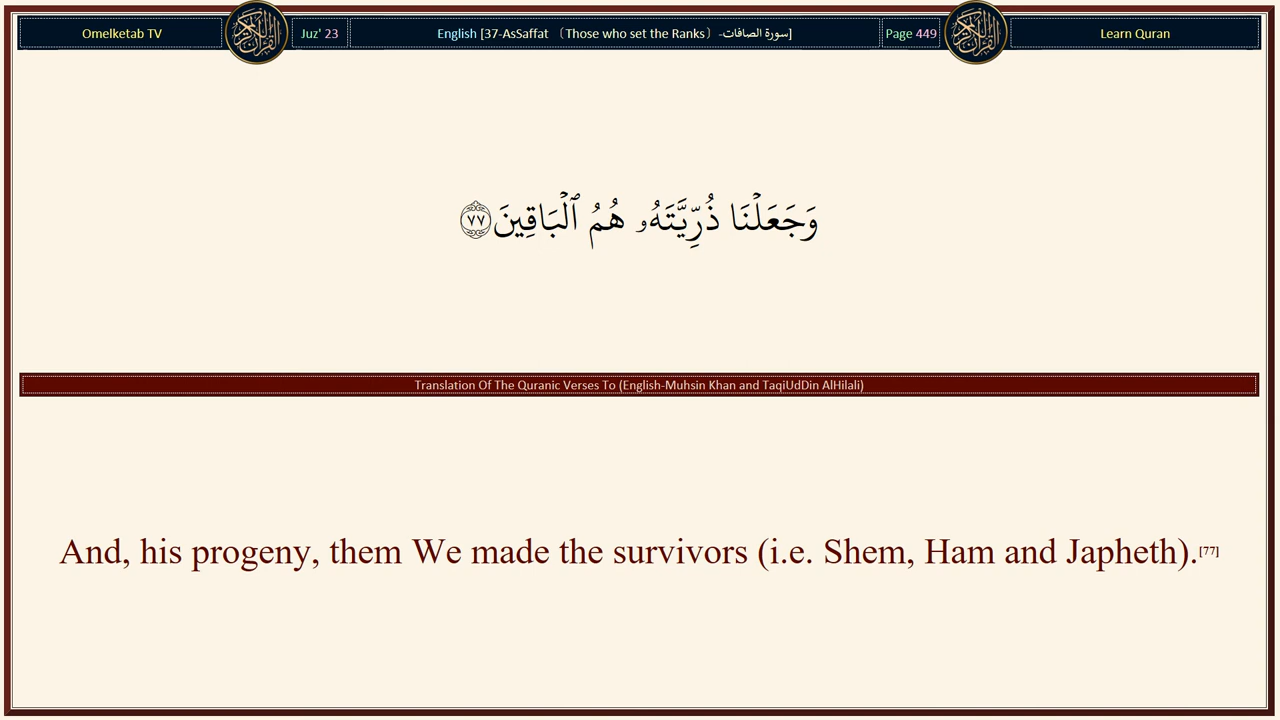 Omelketab TV
Juz' 23
English [37-AsSaffat 〔Those who set the Ranks〕-سورة الصافات]
Page 449
Learn Quran
وَجَعَلْنَا ذُرِّيَّتَهُۥ هُمُ ٱلْبَاقِينَ ٧٧
Translation Of The Quranic Verses To (English-Muhsin Khan and TaqiUdDin AlHilali)
And, his progeny, them We made the survivors (i.e. Shem, Ham and Japheth).[77]